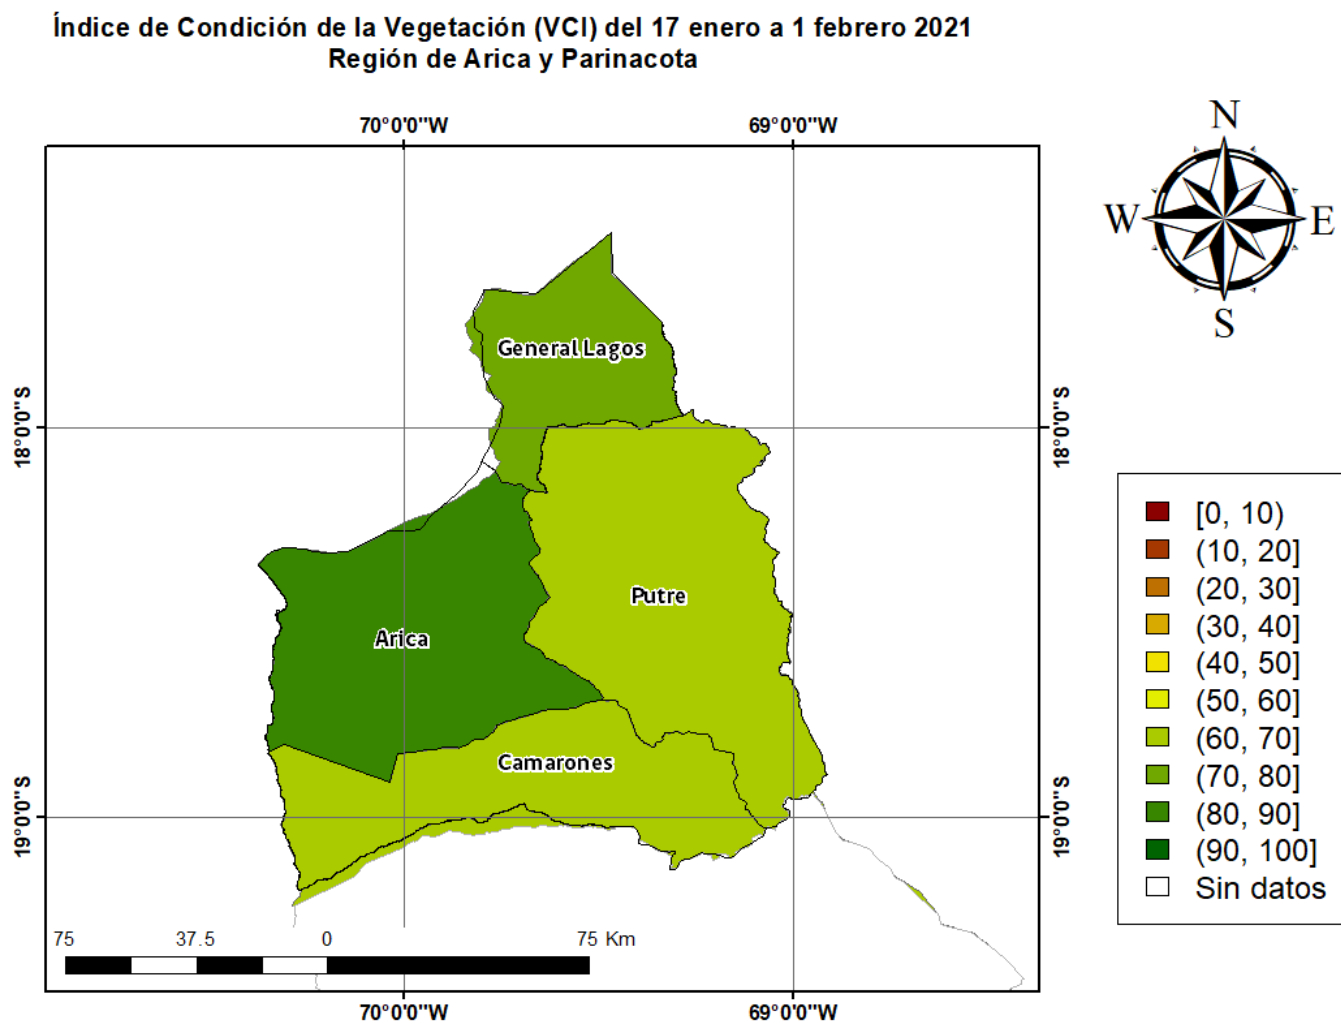 Índice de Condición de la Vegetación (VCI) del 17 enero a 1 febrero 2021
Región de Arica y Parinacota
70°0'0"W 69°0'0"W
N
W E
S
General Lagos
18°0'0"S 18°0'0"S
Putre
Arica
Camarones
19°0'0"S 19°0'0"S
[0, 10)
(10, 20]
(20, 30]
(30, 40]
(40, 50]
(50, 60]
(60, 70]
(70, 80]
(80, 90]
(90, 100]
Sin datos
75 37.5 0 75 Km
70°0'0"W 69°0'0"W